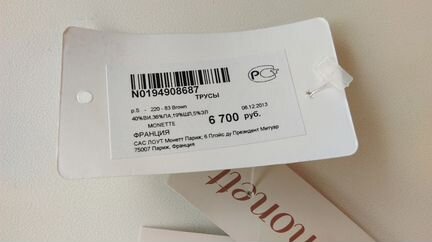 N0194908687
ТРУСЫ
р.S - 220 - 83 Brown 06.12.2013
40%ВИ,36%ПА,19%ШЛ,5%ЭЛ
MONETTE 6 700 руб.
ФРАНЦИЯ
САС ЛОУТ Монетт Париж; 6 Плэйс ду Президент Митуар
75007 Париж, Франция
monett